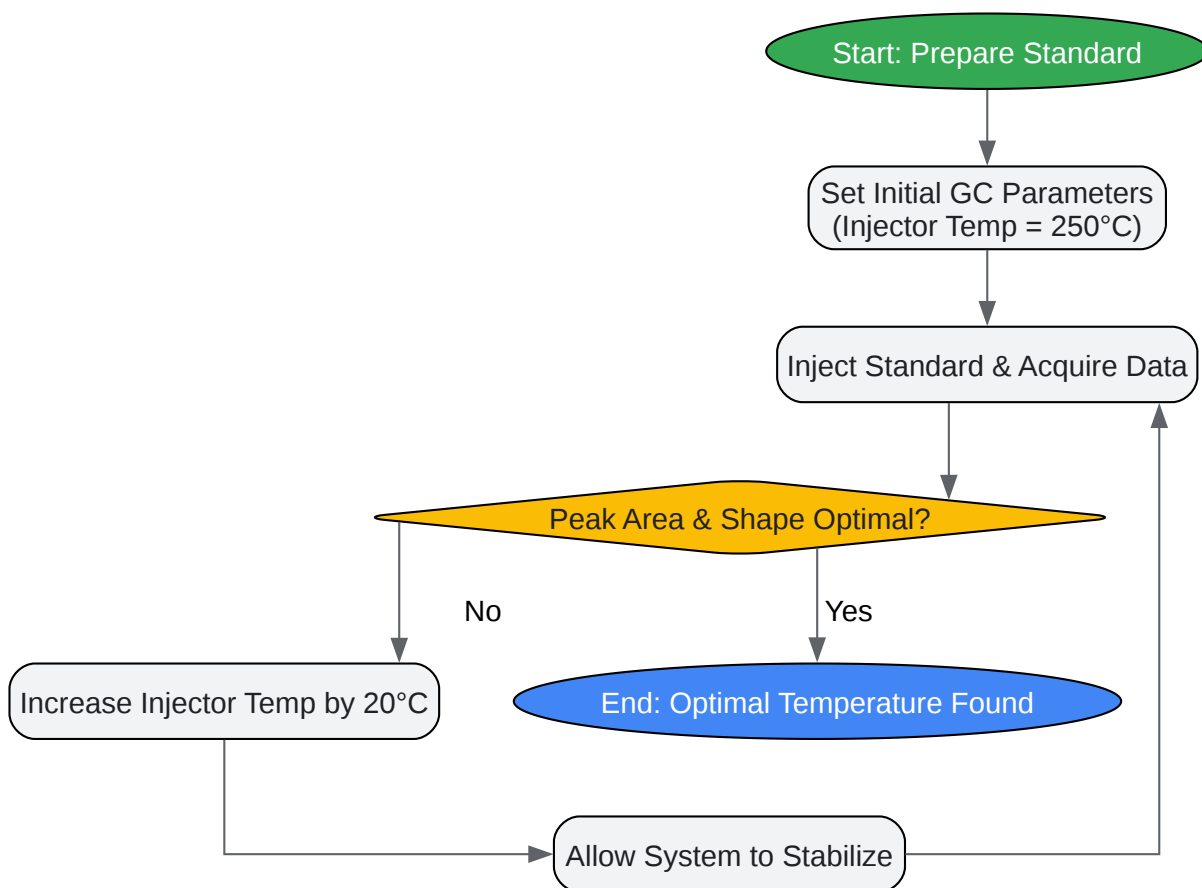 Start: Prepare Standard
Set Initial GC Parameters
(Injector Temp = 250°C)
Inject Standard & Acquire Data
Peak Area & Shape Optimal?
No
Yes
Increase Injector Temp by 20°C
End: Optimal Temperature Found
Allow System to Stabilize